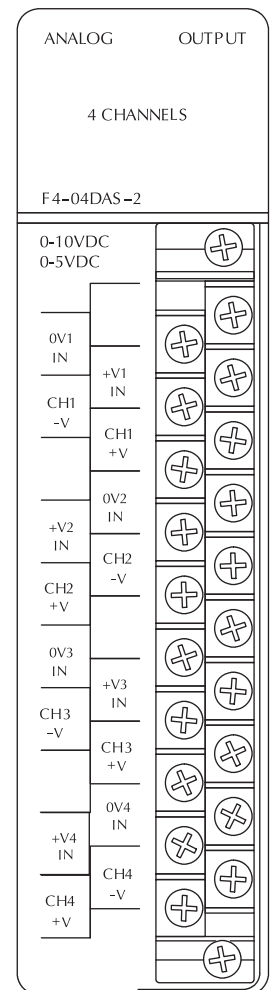 ANALOG OUTPUT
4 CHANNELS
F4-04DAS-2
0-10VDC
0-5VDC
0V1
IN
+V1
IN
CH1
-V
CH1
+V
0V2
IN
+V2
IN
CH2
-V
CH2
+V
0V3
IN
+V3
IN
CH3
-V
CH3
+V
0V4
IN
+V4
IN
CH4
-V
CH4
+V